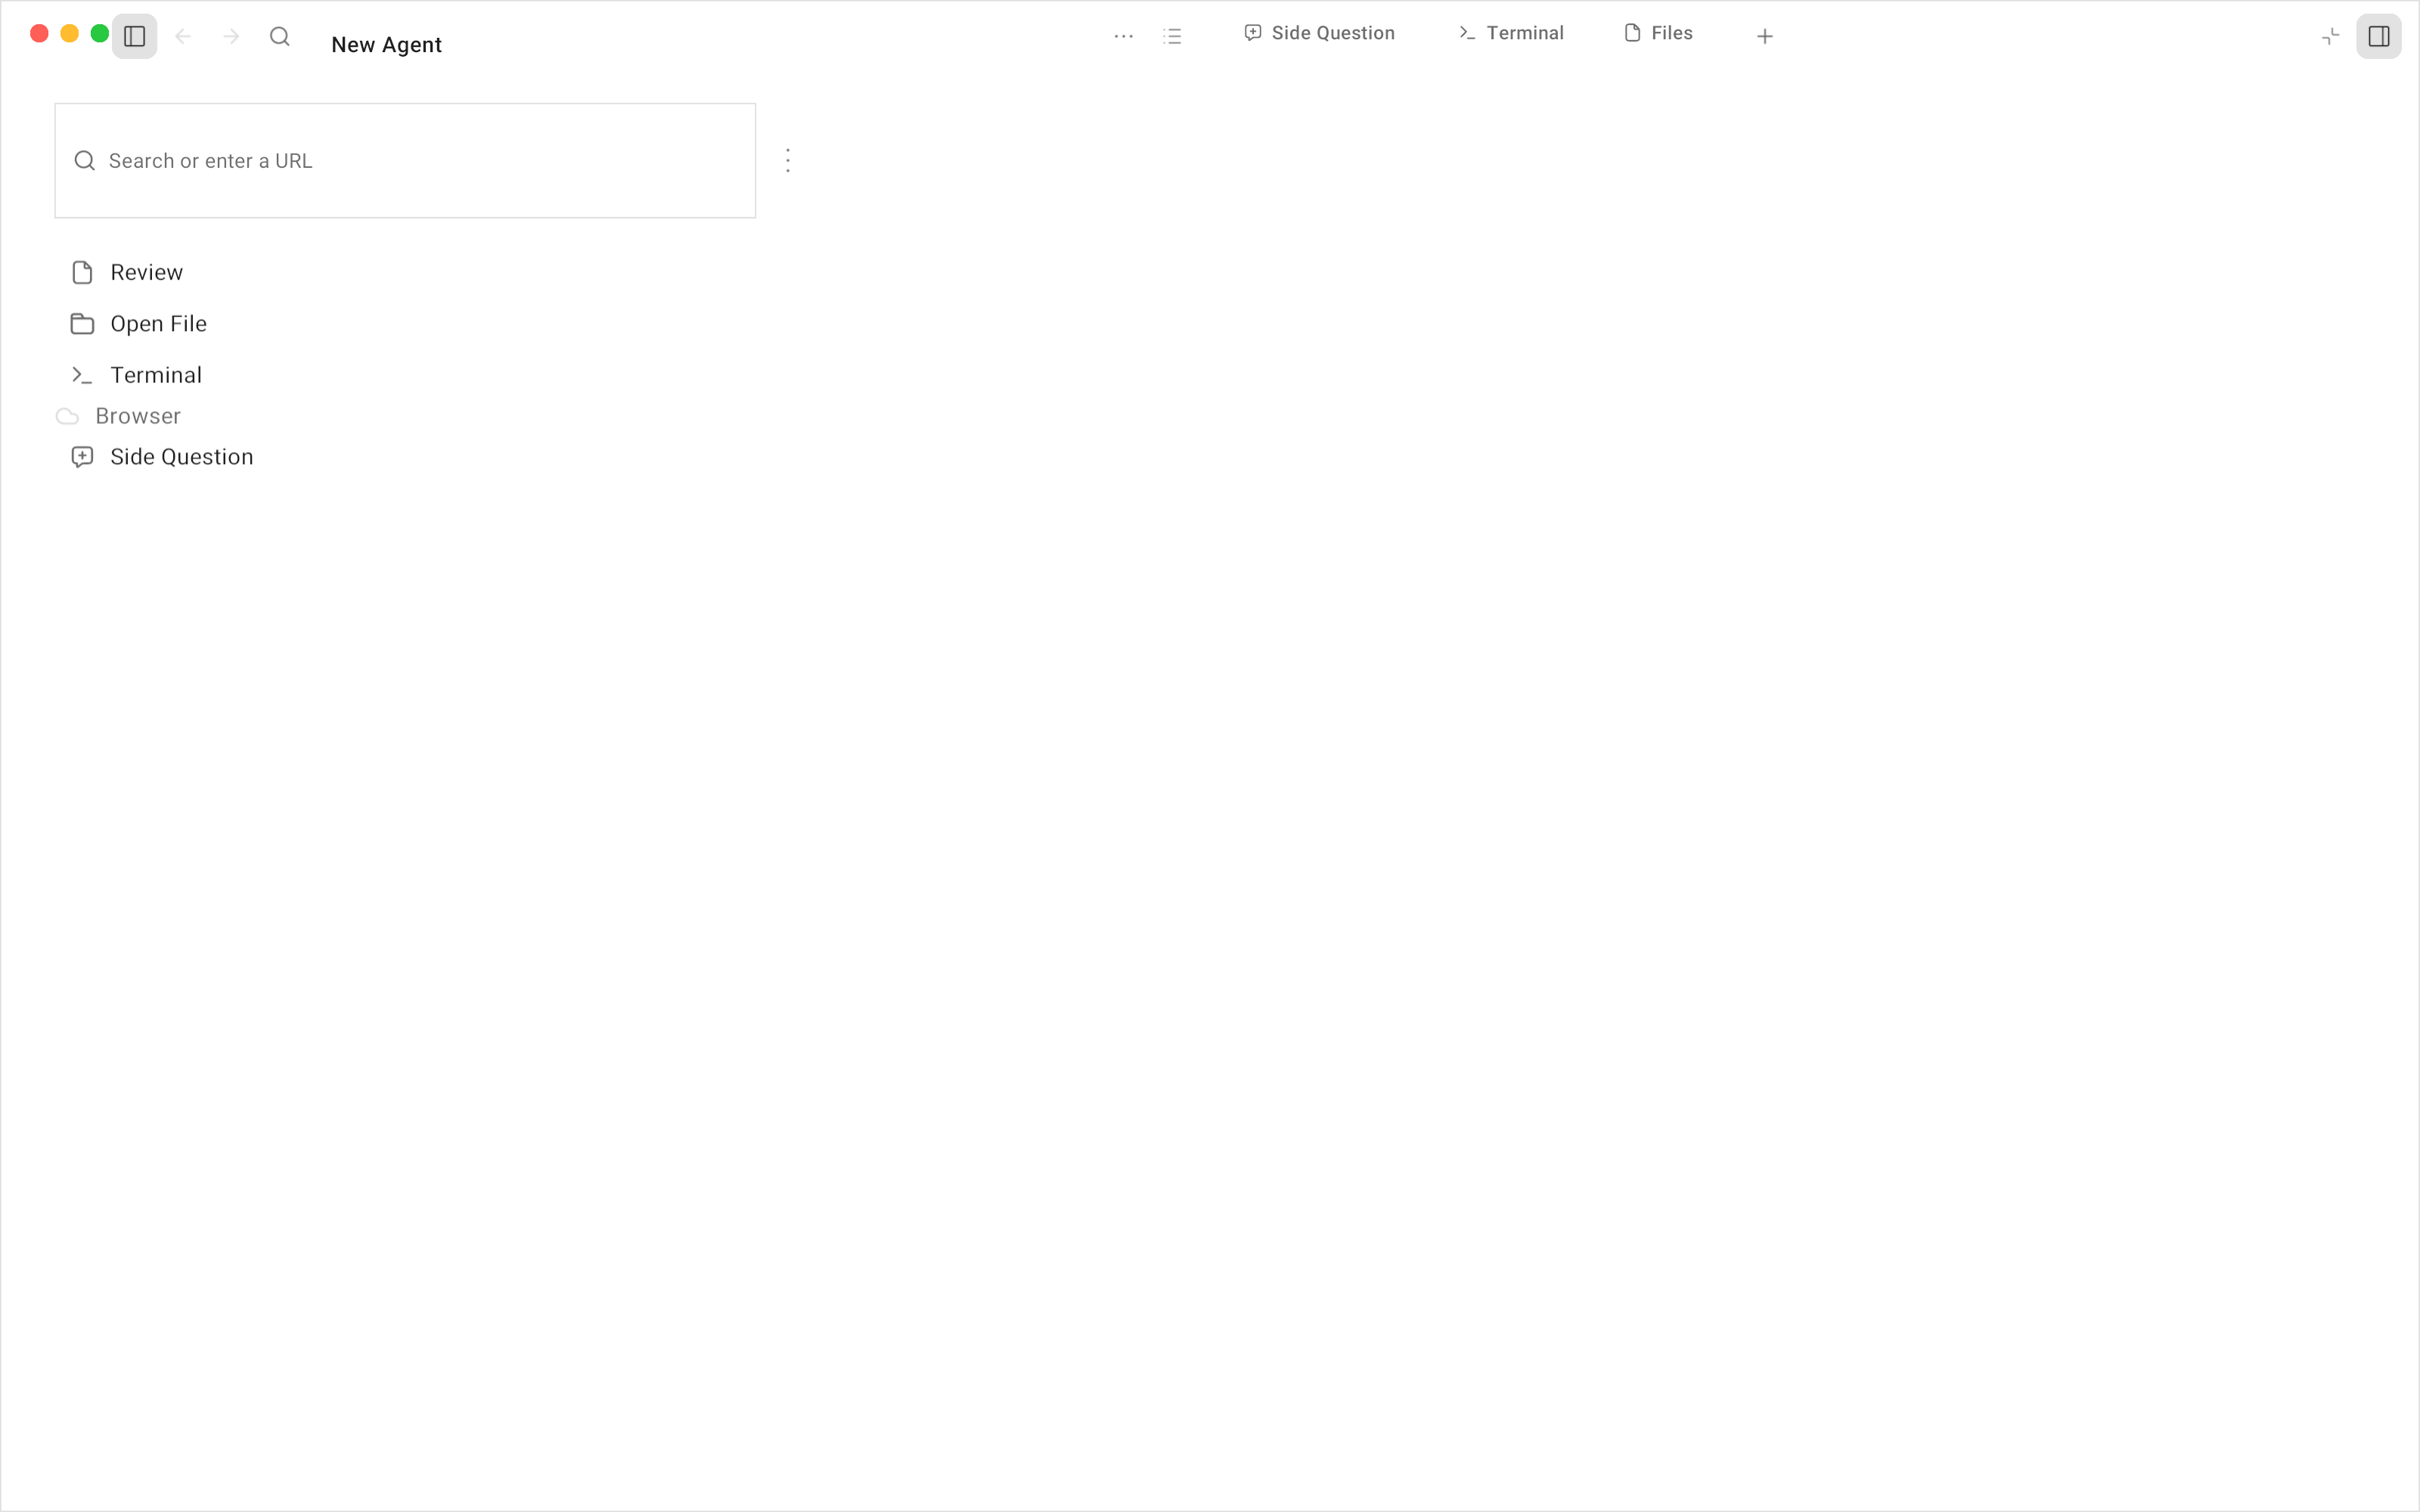 New Agent
Side Question
Terminal
Files
Search or enter a URL
Review
Open File
Terminal
Browser
Side Question